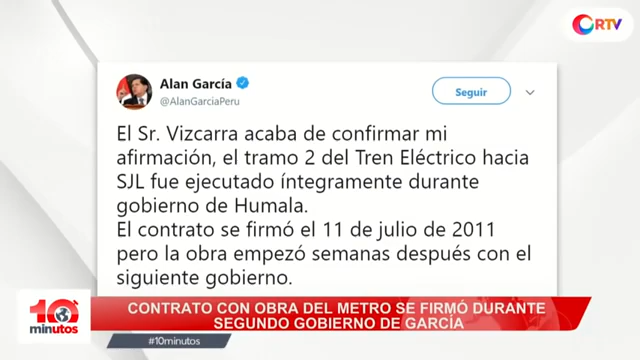 ORTV
Alan García
@AlanGarciaPeru
Seguir
El Sr. Vizcarra acaba de confirmar mi
afirmación, el tramo 2 del Tren Eléctrico hacia
SJL fue ejecutado íntegramente durante
gobierno de Humala.
El contrato se firmó el 11 de julio de 2011
pero la obra empezó semanas después con el
siguiente gobierno.
10
minutos
CONTRATO CON OBRA DEL METRO SE FIRMÓ DURANTE
SEGUNDO GOBIERNO DE GARCÍA
#10minutos